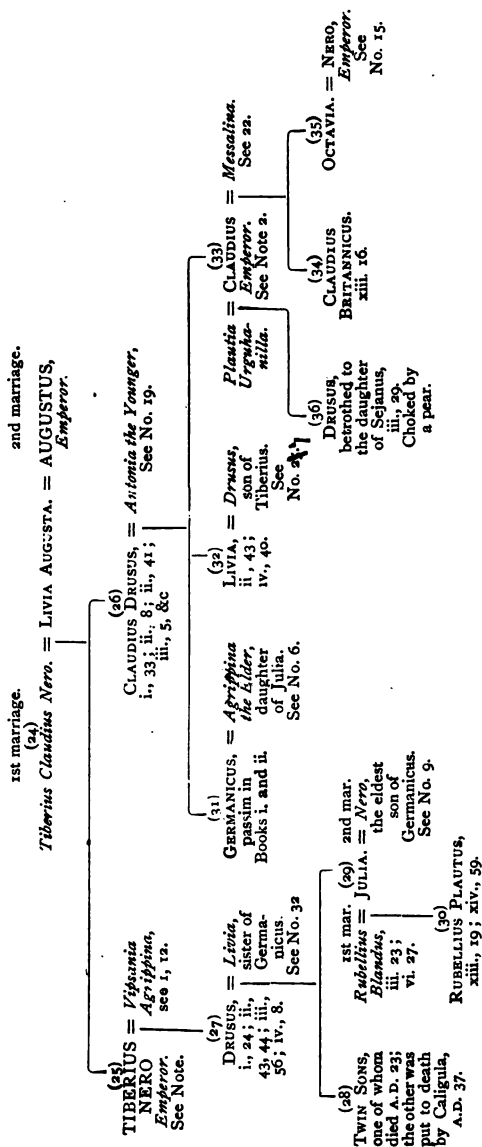 1st marriage.
2nd marriage.
(24)
Tiberius Claudius Nero. = LIVIA AUGUSTA. = AUGUSTUS,
Emperor.
(25)
TIBERIUS = Vipsania
NERO Agrippina,
Emperor. see 1, 12.
See Note.
(26)
CLAUDIUS DRUSUS, = Antonia the Younger,
i., 33; ii., 8; ii., 41; See No. 19.
iii., 5, &c
(27)
DRUSUS, = Livia,
i., 24; ii., sister of
43, 44; iii., Germa-
56; iv., 8. nicus.
See No. 32
(31)
GERMANICUS, = Agrippina
passim in the Elder,
Books i. and ii. daughter
of Julia.
See No. 6.
(32)
LIVIA, = Drusus,
ii, 43; son of
iv., 40. Tiberius.
See
No.
(33)
Plautia = CLAUDIUS = Messalina.
Urguha- Emperor. See 22.
nilla. See Note 2.
(28)
TWIN SONS,
one of whom
died A.D. 23;
the other was
put to death
by Caligula,
A.D. 37.
1st mar. (29) 2nd mar.
Rubellius = JULIA. = Nero,
Blandus, the eldest
iii. 23; son of
vi. 27. Germanicus.
See No. 9.
(30)
RUBELLIUS PLAUTUS,
xiii., 19; xiv., 59.
(36)
DRUSUS,
betrothed to
the daughter
of Sejanus,
iii., 29.
Choked by
a pear.
(34)
CLAUDIUS
BRITANNICUS.
xiii. 16.
(35)
OCTAVIA. = NERO,
Emperor.
See
No. 15.